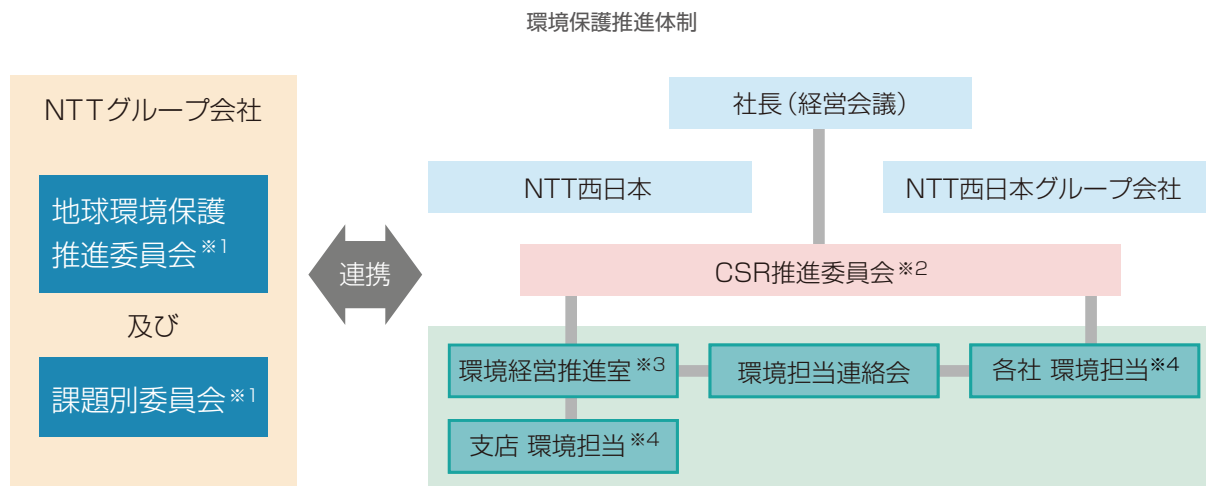 環境保護推進体制
NTTグループ会社
地球環境保護
推進委員会※1
及び
課題別委員会※1
連携
社長（経営会議）
NTT西日本
NTT西日本グループ会社
CSR推進委員会※2
環境経営推進室※3
環境担当連絡会
各社 環境担当※4
支店 環境担当※4